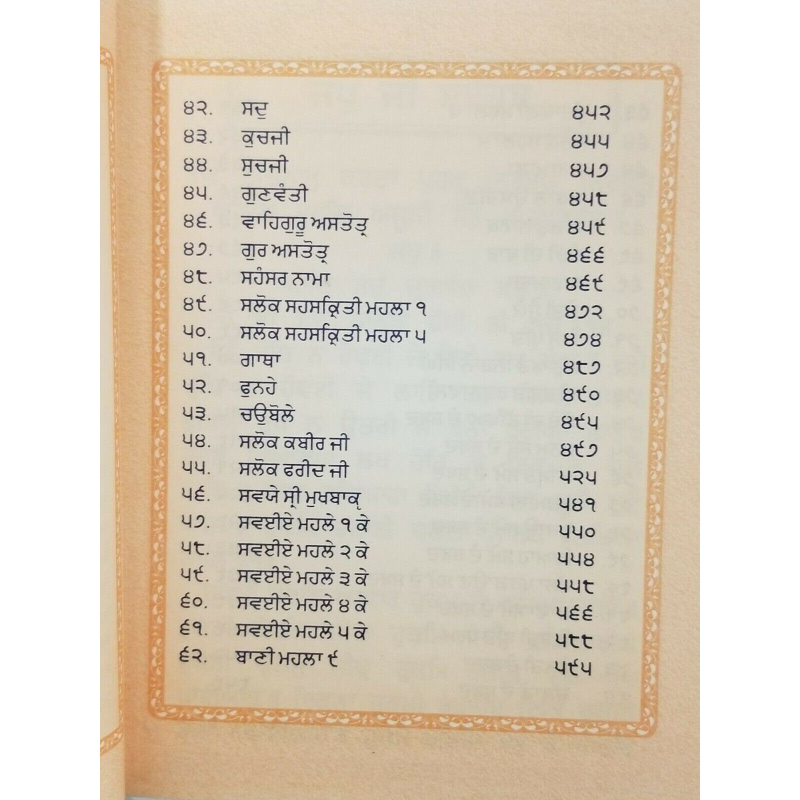 ੪੨. ਸਦੁ ੪੫੨
੪੩. ਕੁਚਜੀ ੪੫੫
੪੪. ਸੁਚਜੀ ੪੫੭
੪੫. ਗੁਣਵੰਤੀ ੪੫੮
੪੬. ਵਾਹਿਗੁਰੂ ਅਸਤੋਤ੍ਰ ੪੫੯
੪੭. ਗੁਰ ਅਸਤੋਤ੍ਰ ੪੬੬
੪੮. ਸਹੰਸਰ ਨਾਮਾ ੪੬੯
੪੯. ਸਲੋਕ ਸਹਸਕ੍ਰਿਤੀ ਮਹਲਾ ੧ ੪੭੨
੫੦. ਸਲੋਕ ਸਹਸਕ੍ਰਿਤੀ ਮਹਲਾ ੫ ੪੭੪
੫੧. ਗਾਥਾ ੪੮੭
੫੨. ਫੁਨਹੇ ੪੯੦
੫੩. ਚਉਬੋਲੇ ੪੯੫
੫੪. ਸਲੋਕ ਕਬੀਰ ਜੀ ੪੯੭
੫੫. ਸਲੋਕ ਫਰੀਦ ਜੀ ੫੨੫
੫੬. ਸਵਯੇ ਸ੍ਰੀ ਮੁਖਬਾਕੵ ੫੪੧
੫੭. ਸਵਈਏ ਮਹਲੇ ੧ ਕੇ ੫੫੦
੫੮. ਸਵਈਏ ਮਹਲੇ ੨ ਕੇ ੫੫੪
੫੯. ਸਵਈਏ ਮਹਲੇ ੩ ਕੇ ੫੫੮
੬੦. ਸਵਈਏ ਮਹਲੇ ੪ ਕੇ ੫੬੬
੬੧. ਸਵਈਏ ਮਹਲੇ ੫ ਕੇ ੫੮੮
੬੨. ਬਾਣੀ ਮਹਲਾ ੯ ੫੯੫